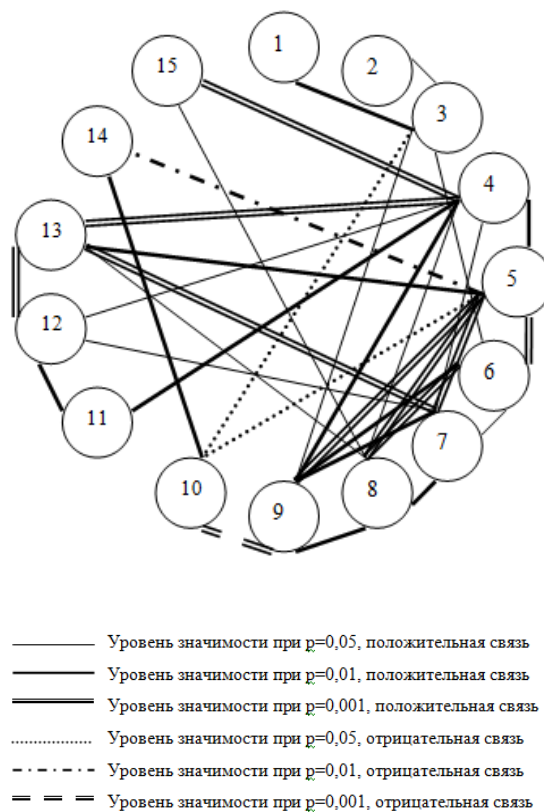 1
2
3
4
5
6
7
8
9
10
11
12
13
14
15
Уровень значимости при p=0,05, положительная связь
Уровень значимости при p=0,01, положительная связь
Уровень значимости при p=0,001, положительная связь
Уровень значимости при p=0,05, отрицательная связь
Уровень значимости при p=0,01, отрицательная связь
Уровень значимости при p=0,001, отрицательная связь